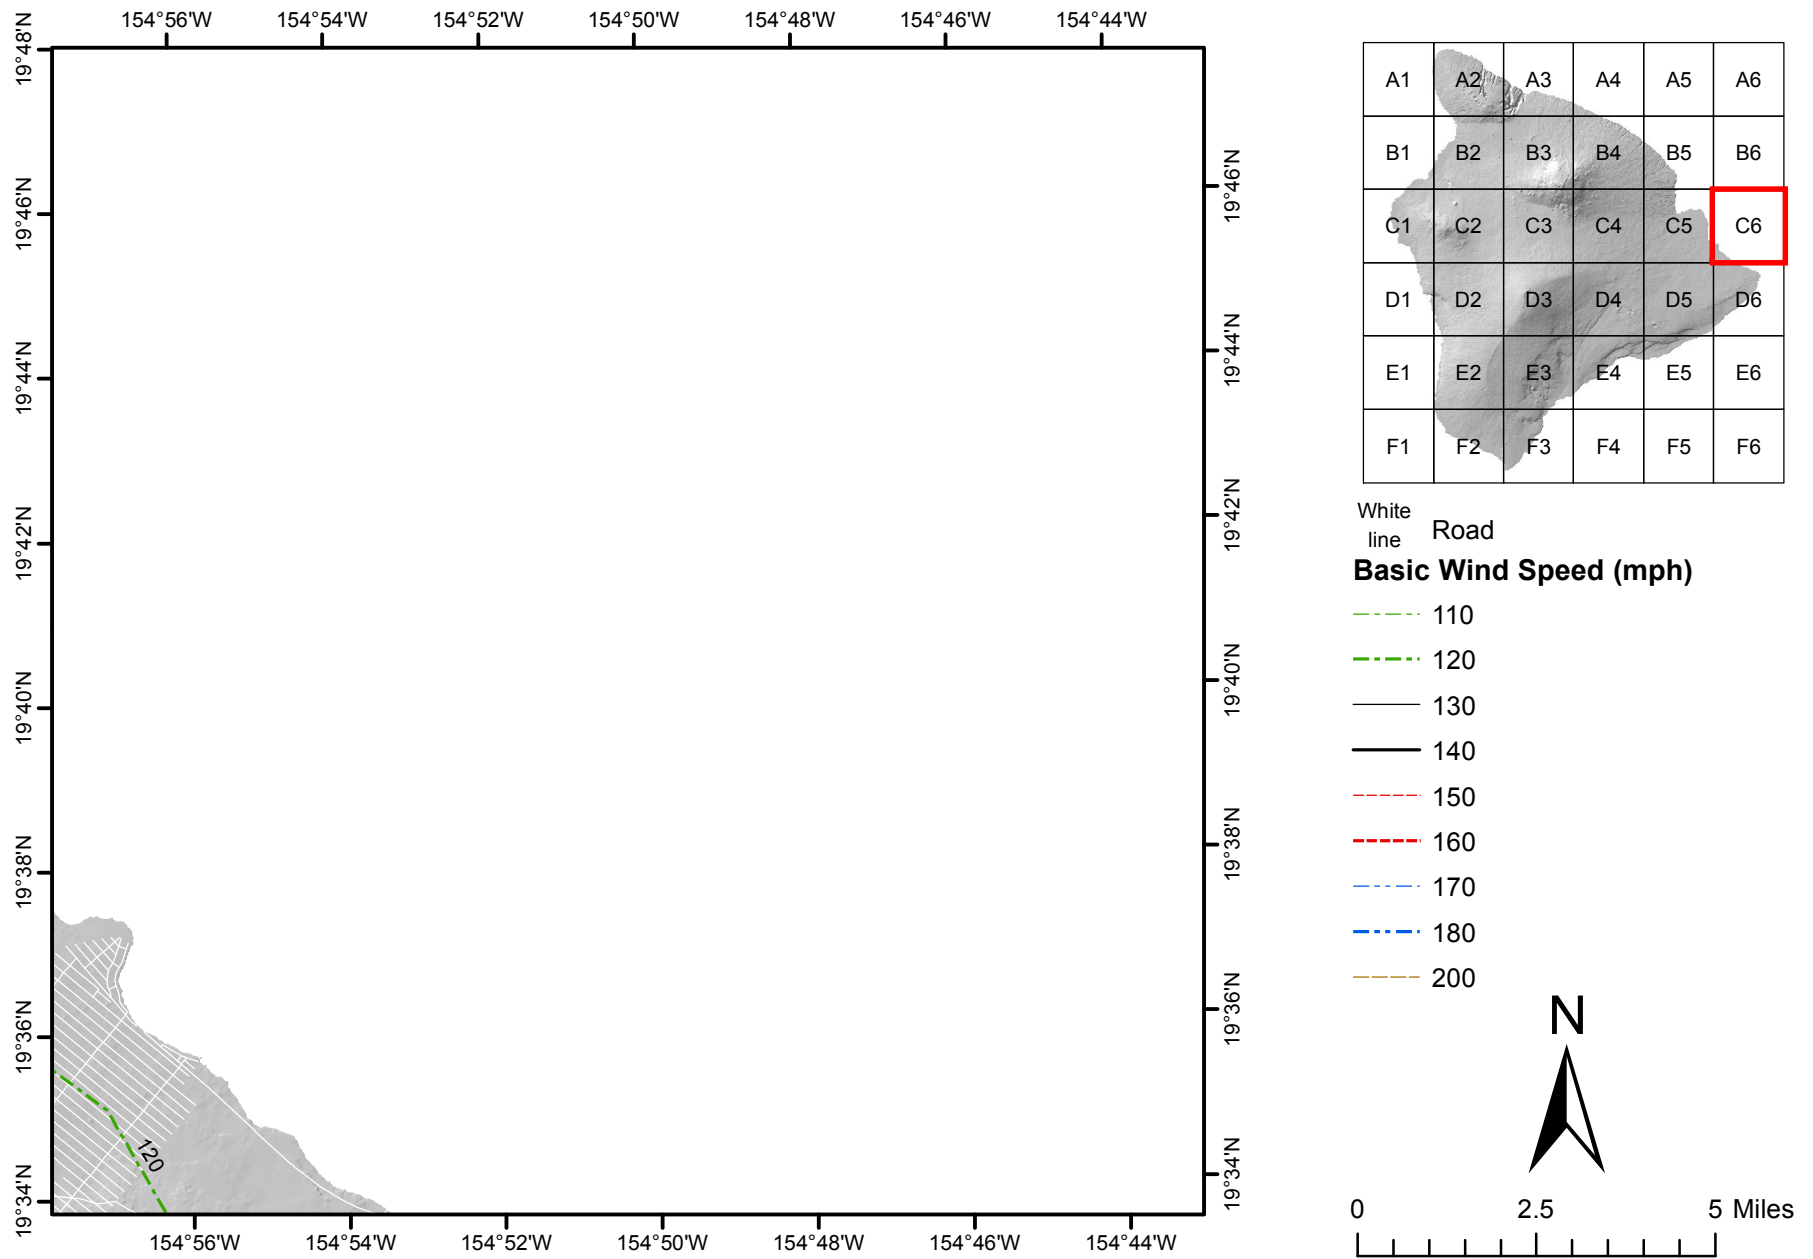 154°56'W 154°54'W 154°52'W 154°50'W 154°48'W 154°46'W 154°44'W
19°48'N
19°46'N
19°44'N
19°42'N
19°40'N
19°38'N
19°36'N
19°34'N
19°46'N
19°44'N
19°42'N
19°40'N
19°38'N
19°36'N
19°34'N
120
154°56'W 154°54'W 154°52'W 154°50'W 154°48'W 154°46'W 154°44'W
A1 A2 A3 A4 A5 A6
B1 B2 B3 B4 B5 B6
C1 C2 C3 C4 C5 C6
D1 D2 D3 D4 D5 D6
E1 E2 E3 E4 E5 E6
F1 F2 F3 F4 F5 F6
White
line Road
Basic Wind Speed (mph)
110
120
130
140
150
160
170
180
200
N
0 2.5 5 Miles